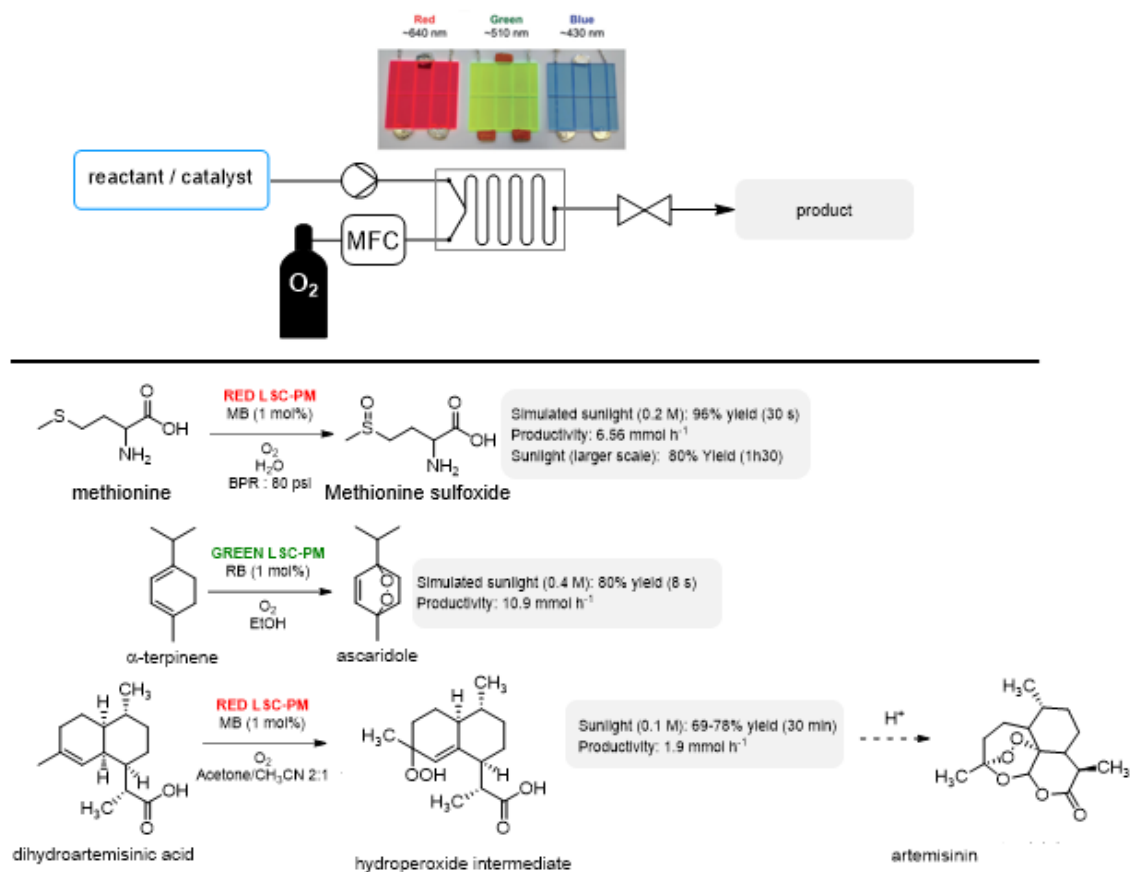 Red
~640 nm
Green
~510 nm
Blue
~430 nm
reactant / catalyst
MFC
O2
product
RED LSC-PM
MB (1 mol%)
O2
H2O
BPR : 80 psi
S
O
OH
NH2
methionine
O
S
O
OH
NH2
Methionine sulfoxide
Simulated sunlight (0.2 M): 96% yield (30 s)
Productivity: 6.56 mmol h-1
Sunlight (larger scale): 80% Yield (1h30)
GREEN LSC-PM
RB (1 mol%)
O2
EtOH
α-terpinene
O
O
ascaridole
Simulated sunlight (0.4 M): 80% yield (8 s)
Productivity: 10.9 mmol h-1
H
CH3
H
H
H3C
OH
O
dihydroartemisinic acid
RED LSC-PM
MB (1 mol%)
O2
Acetone/CH3CN 2:1
H
CH3
H3C
OOH
H
H3C
OH
O
hydroperoxide intermediate
Sunlight (0.1 M): 69-78% yield (30 min)
Productivity: 1.9 mmol h-1
H+
H3C
O
O
H3C
O
O
CH3
O
artemisinin